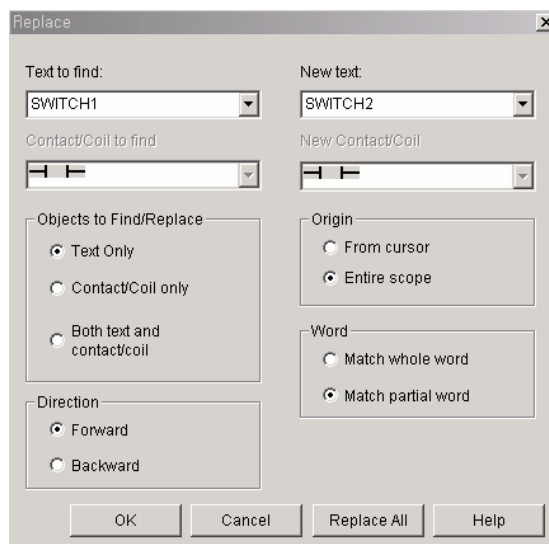 Replace
Text to find:
SWITCH1
New text:
SWITCH2
Contact/Coil to find
New Contact/Coil
Objects to Find/Replace
Text Only
Contact/Coil only
Both text and
contact/coil
Origin
From cursor
Entire scope
Word
Match whole word
Match partial word
Direction
Forward
Backward
OK
Cancel
Replace All
Help